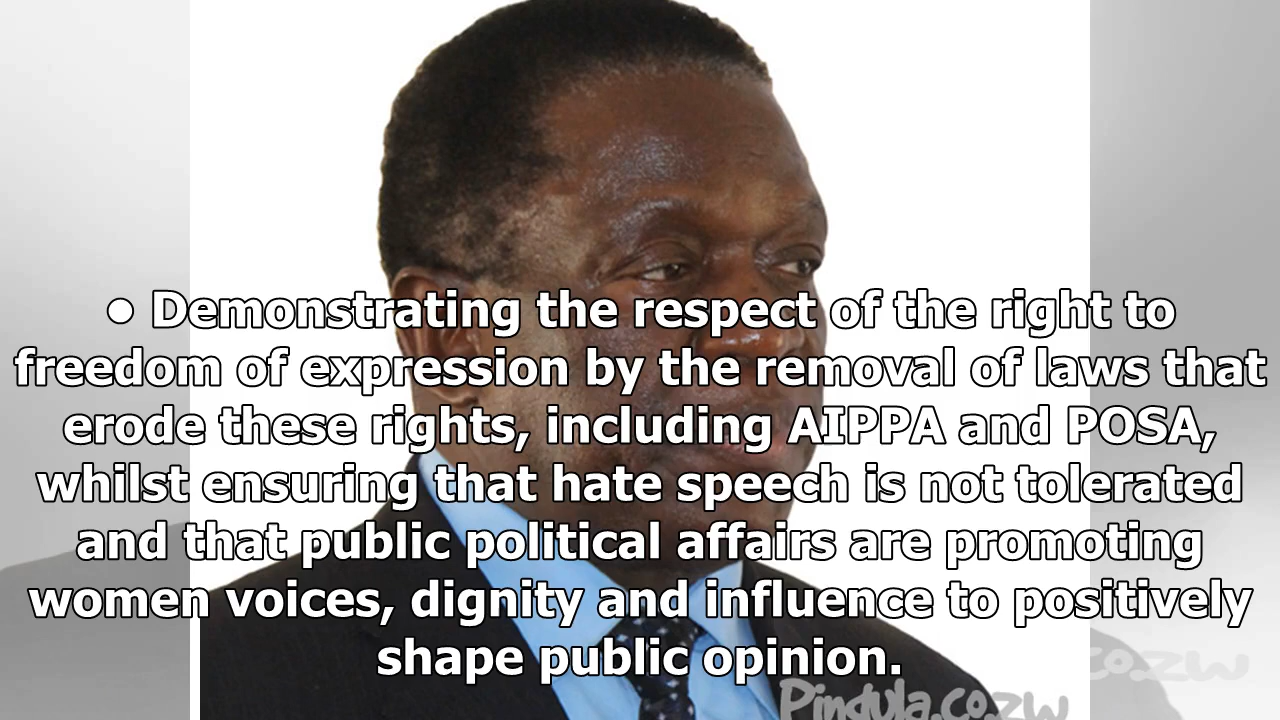 • Demonstrating the respect of the right to
freedom of expression by the removal of laws that
erode these rights, including AIPPA and POSA,
whilst ensuring that hate speech is not tolerated
and that public political affairs are promoting
women voices, dignity and influence to positively
shape public opinion.
co.zw
Pindula.co.zw